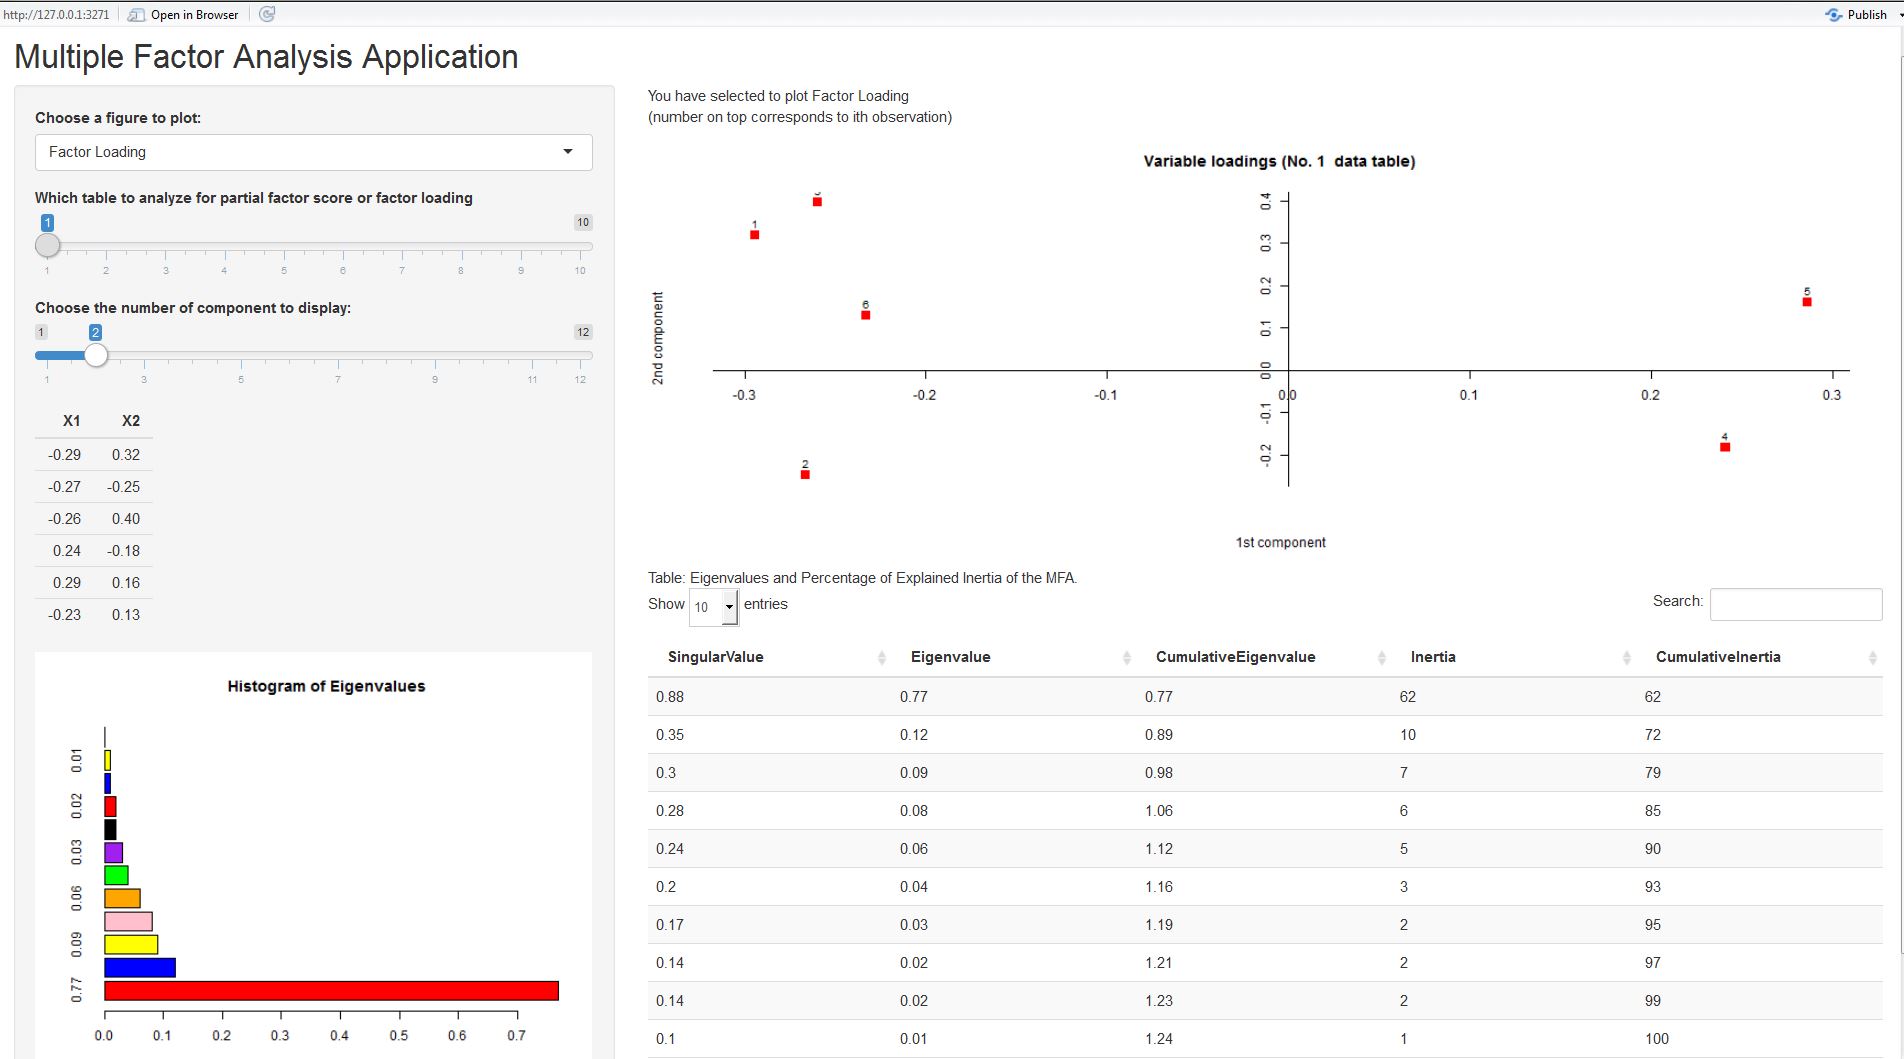 http://127.0.0.1:3271 Open in Browser Publish
Multiple Factor Analysis Application
Choose a figure to plot:
Factor Loading
Which table to analyze for partial factor score or factor loading
1 10
1 2 3 4 5 6 7 8 9 10
Choose the number of component to display:
1 2 12
1 3 5 7 9 11 12
X1 X2
-0.29 0.32
-0.27 -0.25
-0.26 0.40
0.24 -0.18
0.29 0.16
-0.23 0.13
Histogram of Eigenvalues
0.01
0.02
0.03
0.06
0.09
0.77
0.0 0.1 0.2 0.3 0.4 0.5 0.6 0.7
You have selected to plot Factor Loading
(number on top corresponds to ith observation)
Variable loadings (No. 1 data table)
2nd component
0.4
0.3
0.2
0.1
0.0
-0.1
-0.2
1
6
5
2
4
-0.3 -0.2 -0.1 0.0 0.1 0.2 0.3
1st component
Table: Eigenvalues and Percentage of Explained Inertia of the MFA.
Show 10 entries Search:
SingularValue Eigenvalue CumulativeEigenvalue Inertia CumulativeInertia
0.88 0.77 0.77 62 62
0.35 0.12 0.89 10 72
0.3 0.09 0.98 7 79
0.28 0.08 1.06 6 85
0.24 0.06 1.12 5 90
0.2 0.04 1.16 3 93
0.17 0.03 1.19 2 95
0.14 0.02 1.21 2 97
0.14 0.02 1.23 2 99
0.1 0.01 1.24 1 100